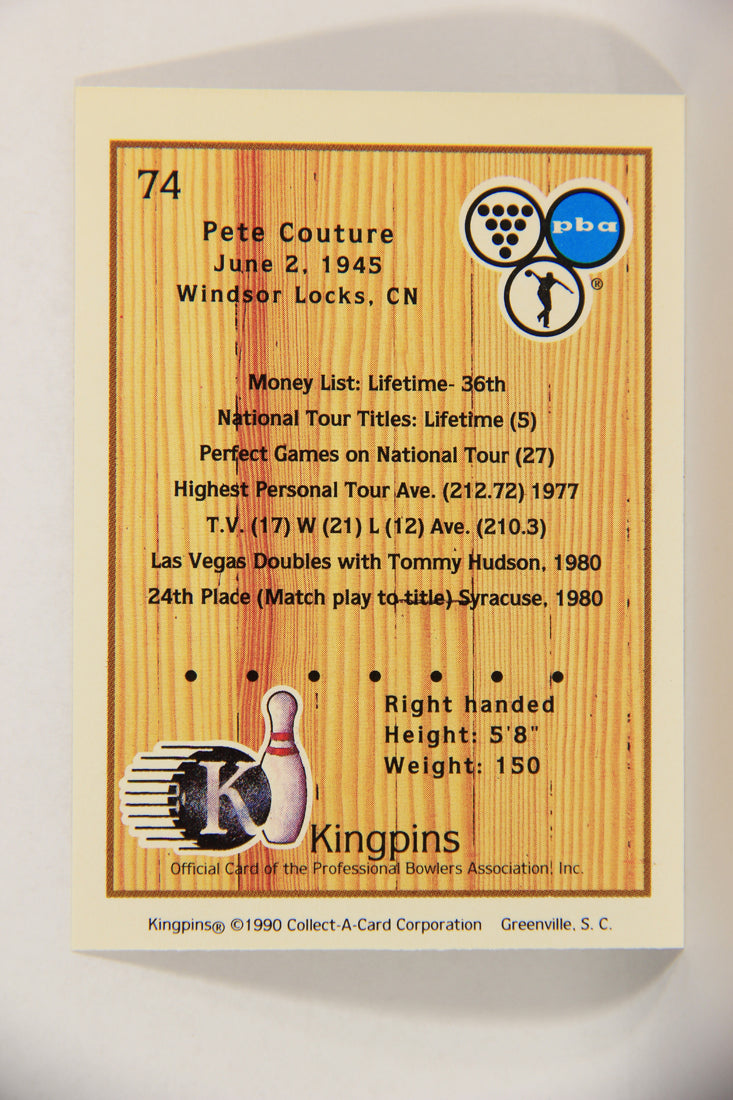 74
pba
®
Pete Couture
June 2, 1945
Windsor Locks, CN
Money List: Lifetime- 36th
National Tour Titles: Lifetime (5)
Perfect Games on National Tour (27)
Highest Personal Tour Ave. (212.72) 1977
T.V. (17) W (21) L (12) Ave. (210.3)
Las Vegas Doubles with Tommy Hudson, 1980
24th Place (Match play to title) Syracuse, 1980
Right handed
Height: 5'8"
Weight: 150
K
Kingpins
Official Card of the Professional Bowlers Association, Inc.
Kingpins® ©1990 Collect-A-Card Corporation Greenville, S. C.